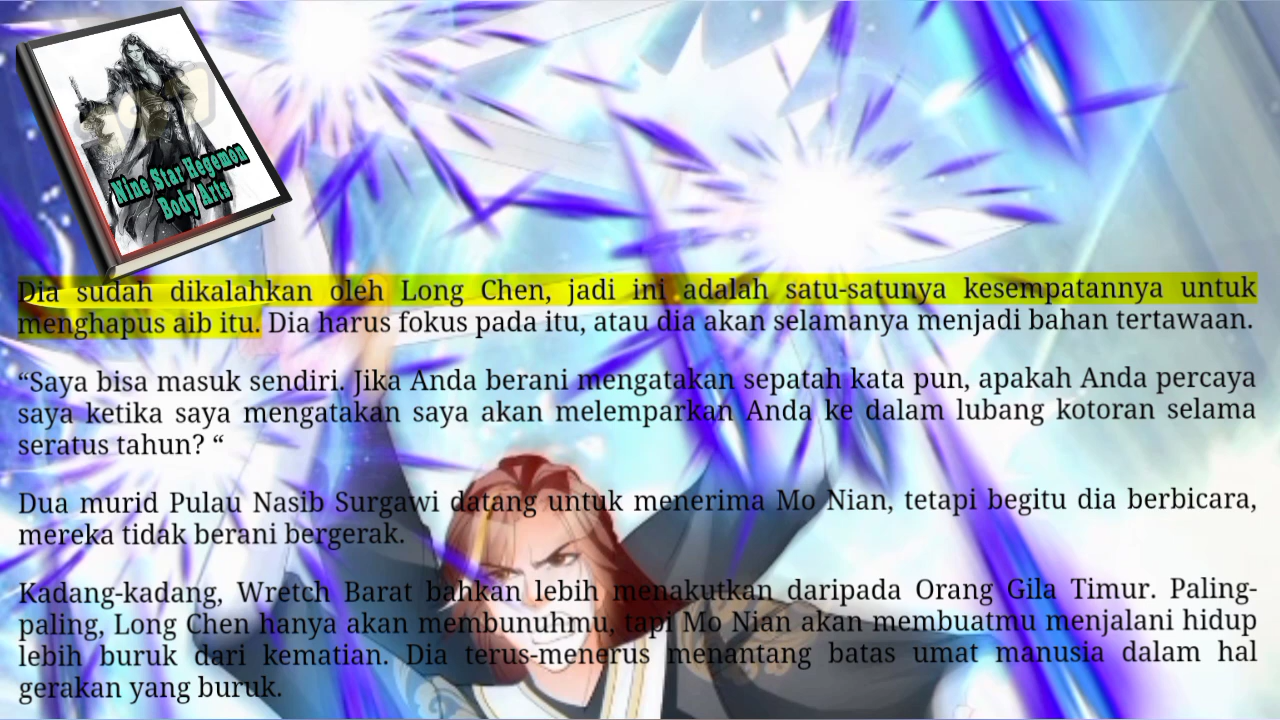 Nine Star Hegemon
Body Arts
Dia sudah dikalahkan oleh Long Chen, jadi ini adalah satu-satunya kesempatannya untuk
menghapus aib itu. Dia harus fokus pada itu, atau dia akan selamanya menjadi bahan tertawaan.
“Saya bisa masuk sendiri. Jika Anda berani mengatakan sepatah kata pun, apakah Anda percaya
saya ketika saya mengatakan saya akan melemparkan Anda ke dalam lubang kotoran selama
seratus tahun? “
Dua murid Pulau Nasib Surgawi datang untuk menerima Mo Nian, tetapi begitu dia berbicara,
mereka tidak berani bergerak.
Kadang-kadang, Wretch Barat bahkan lebih menakutkan daripada Orang Gila Timur. Paling-
paling, Long Chen hanya akan membunuhmu, tapi Mo Nian akan membuatmu menjalani hidup
lebih buruk dari kematian. Dia terus-menerus menantang batas umat manusia dalam hal
gerakan yang buruk.